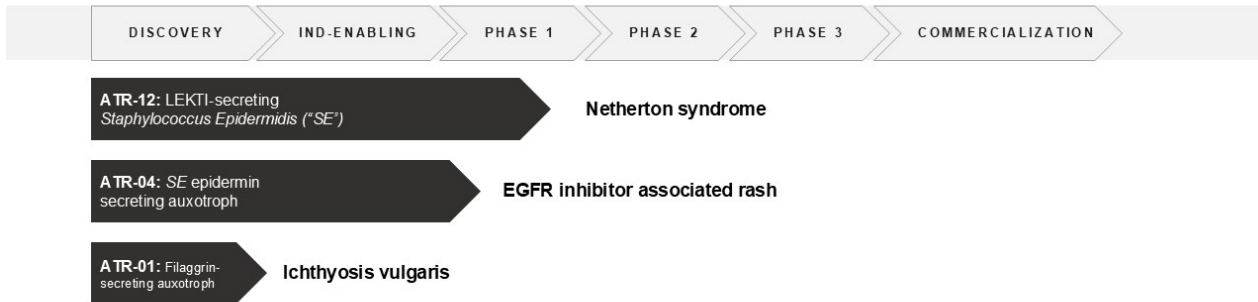 DISCOVERY IND-ENABLING PHASE 1 PHASE 2 PHASE 3 COMMERCIALIZATION
ATR-12: LEKTI-secreting
Staphylococcus Epidermidis ("SE")
Netherton syndrome
ATR-04: SE epidermin
secreting auxotroph
EGFR inhibitor associated rash
ATR-01: Filaggrin-
secreting auxotroph
Ichthyosis vulgaris